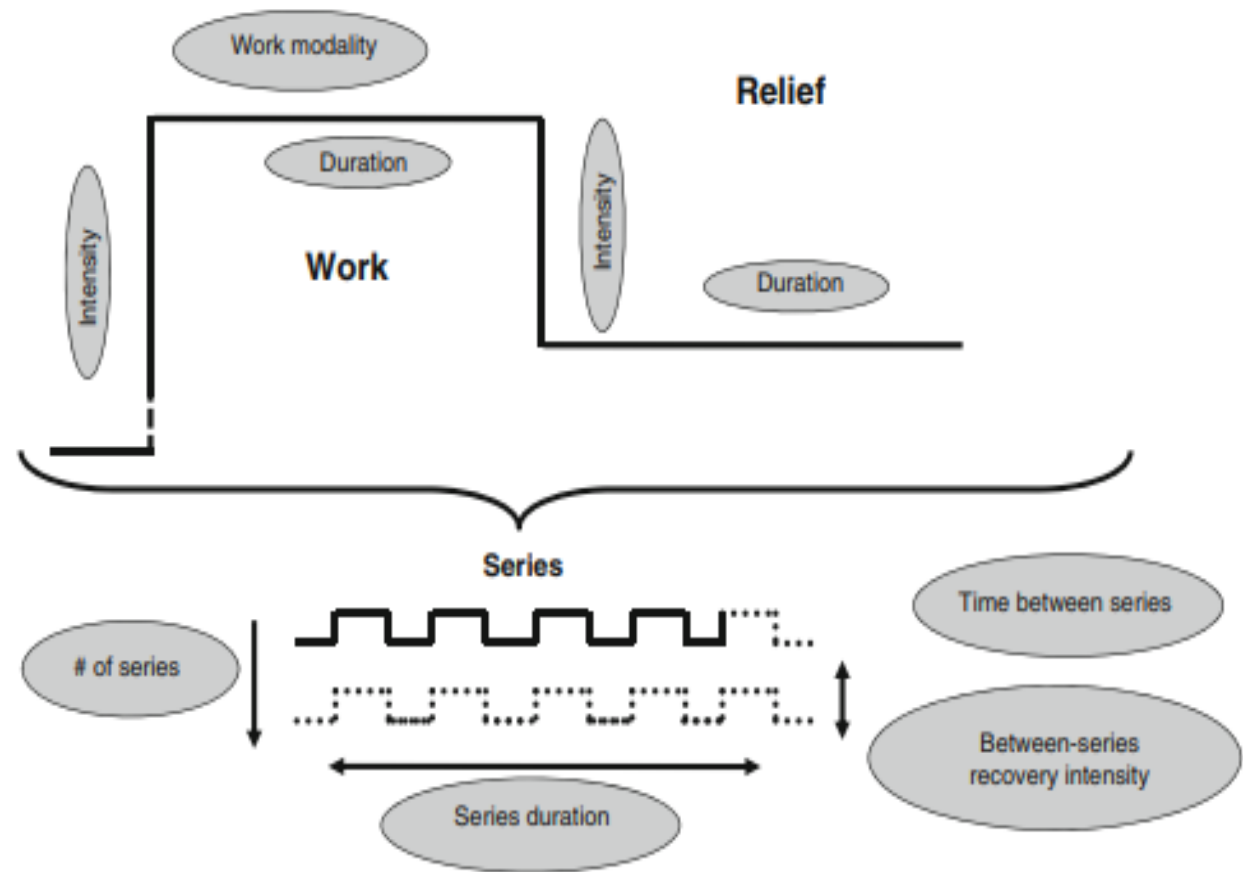 Work modality
Relief
Duration
Intensity
Intensity
Work
Duration
Series
Time between series
# of series
Between-series
recovery intensity
Series duration